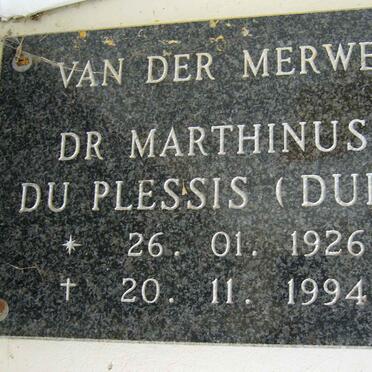 VAN DER MERWE
DR MARTHINUS
DU PLESSIS (DU
* 26. 01. 1926
† 20. 11. 1994